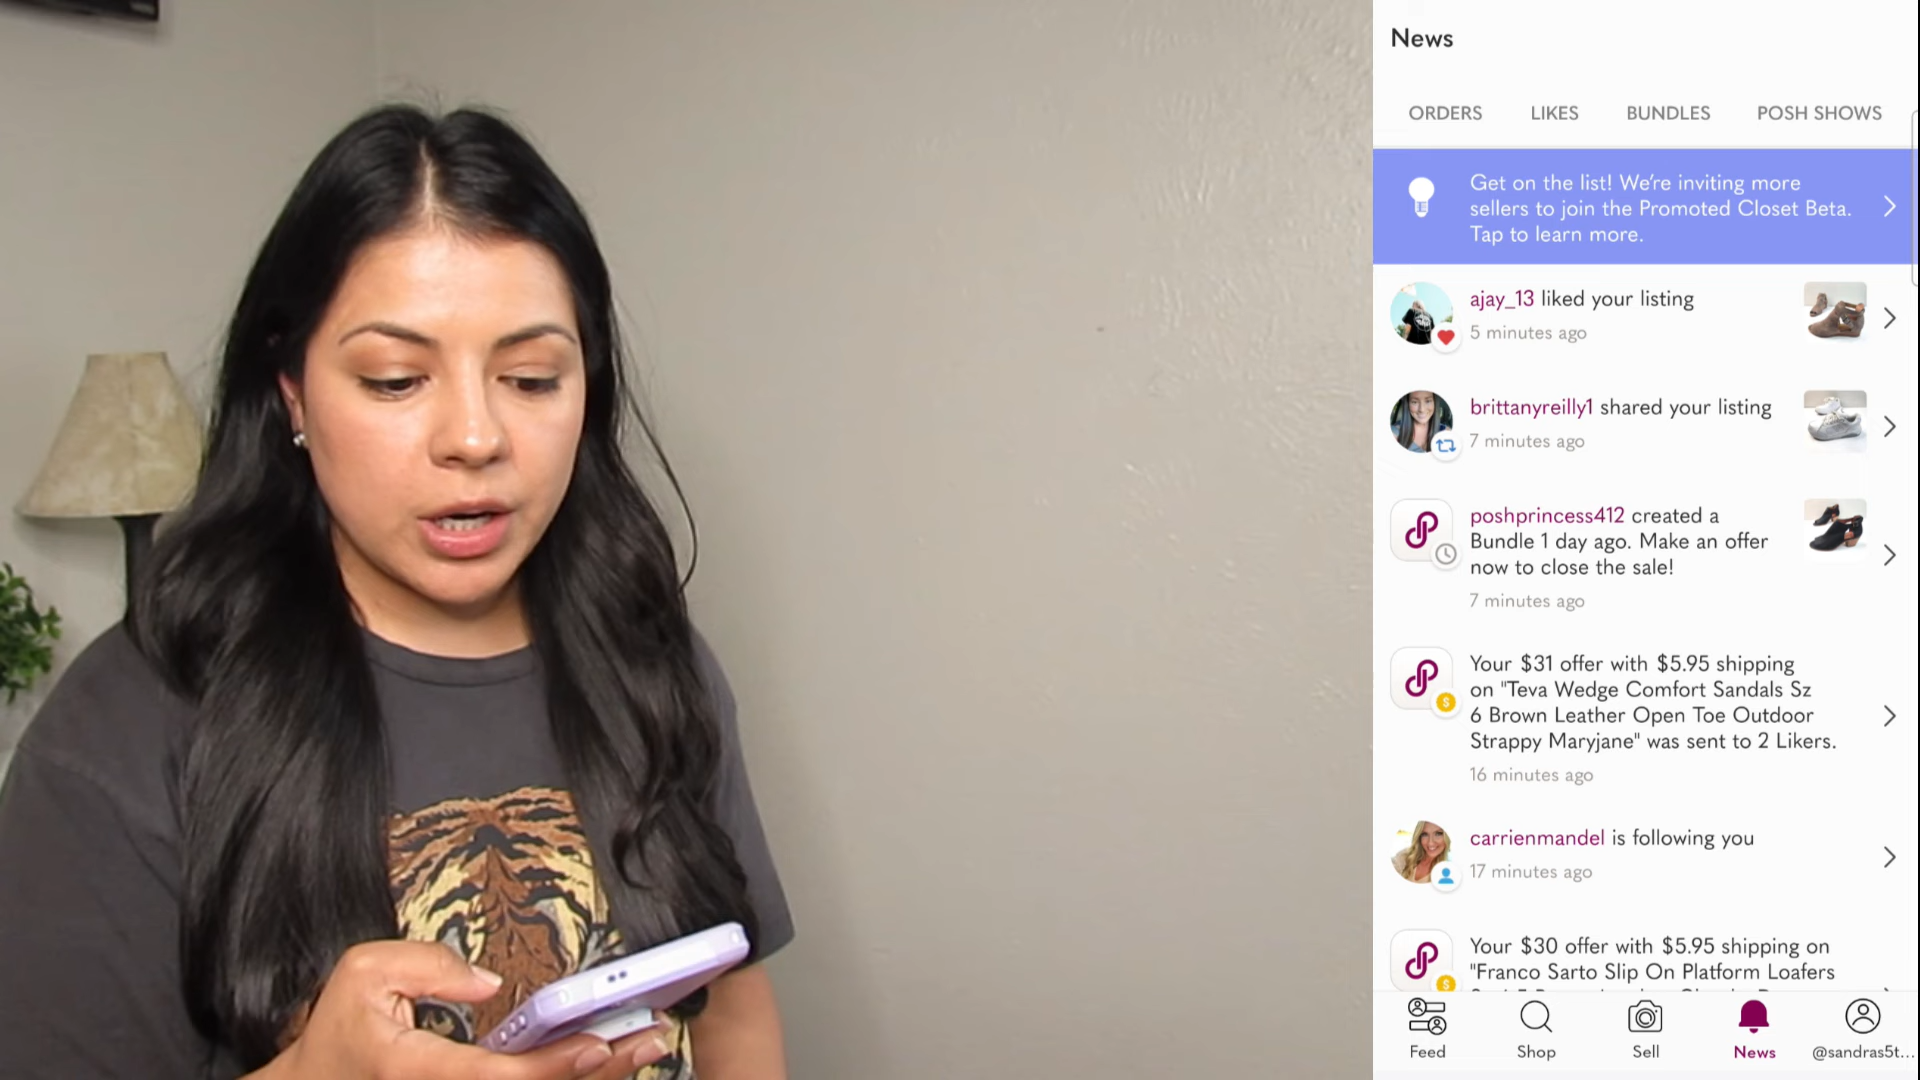 News
ORDERS LIKES BUNDLES POSH SHOWS
Get on the list! We're inviting more
sellers to join the Promoted Closet Beta.
Tap to learn more.
ajay_13 liked your listing
5 minutes ago
brittanyreilly1 shared your listing
7 minutes ago
poshprincess412 created a
Bundle 1 day ago. Make an offer
now to close the sale!
7 minutes ago
Your $31 offer with $5.95 shipping
on "Teva Wedge Comfort Sandals Sz
6 Brown Leather Open Toe Outdoor
Strappy Maryjane" was sent to 2 Likers.
16 minutes ago
carrienmandel is following you
17 minutes ago
Your $30 offer with $5.95 shipping on
"Franco Sarto Slip On Platform Loafers
Feed Shop Sell News @sandras5t...